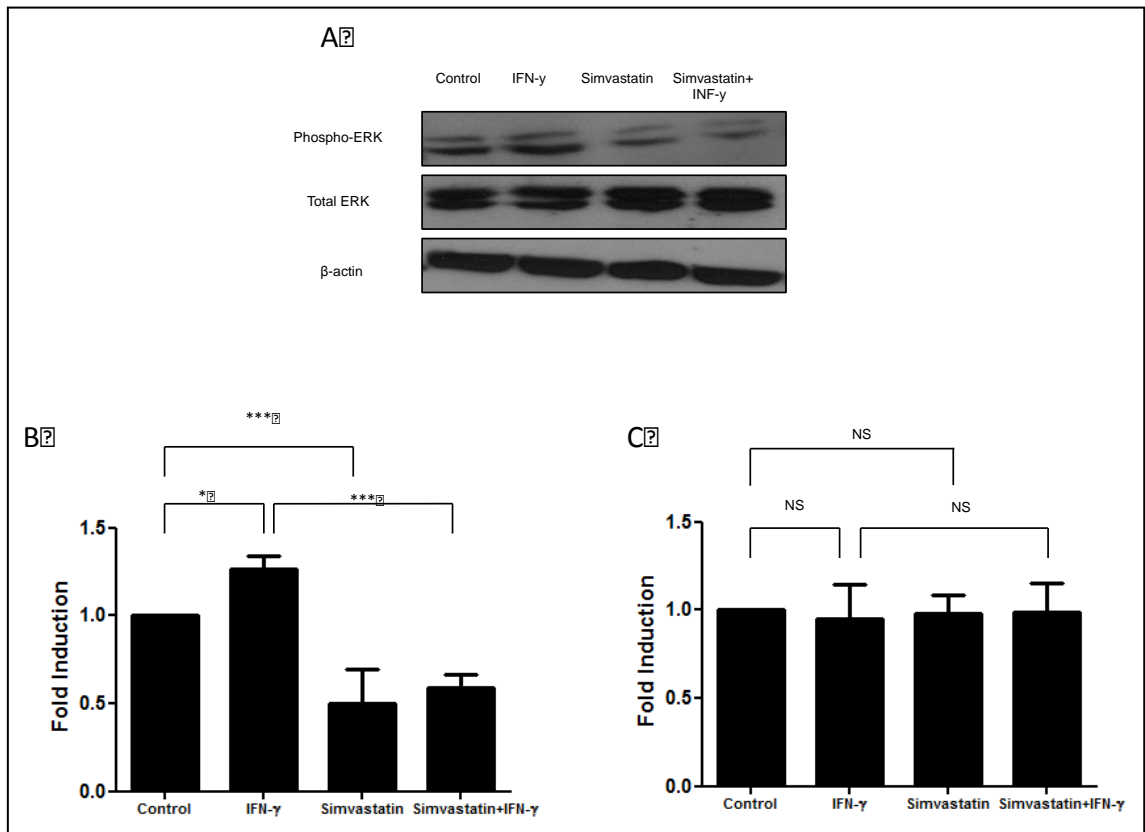 A⍰
Control IFN-y Simvastatin Simvastatin+
INF-y
Phospho-ERK
Total ERK
β-actin
B⍰
***⍰
*⍰ ***⍰
1.5
1.0
0.5
0.0
Fold Induction
Control IFN-γ Simvastatin Simvastatin+IFN-γ
C⍰
NS
NS NS
1.5
1.0
0.5
0.0
Fold Induction
Control IFN-γ Simvastatin Simvastatin+IFN-γ